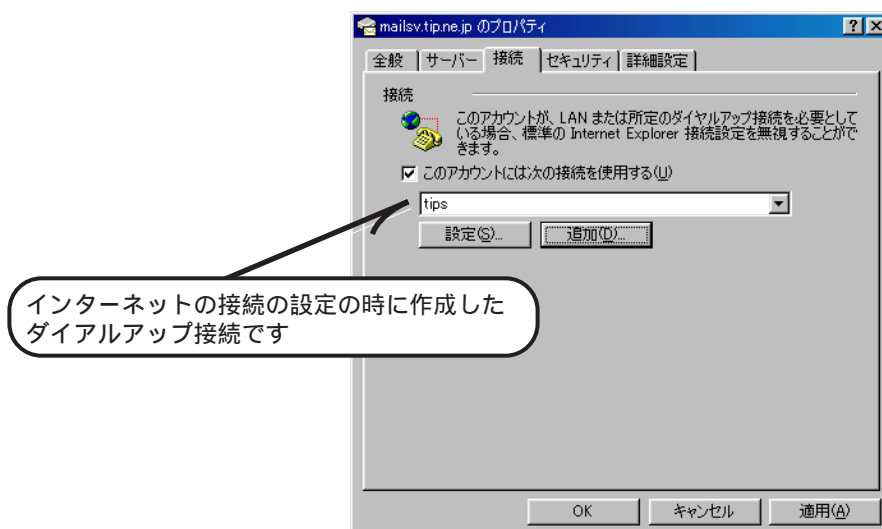 mailsv.tip.ne.jp のプロパティ
全般 サーバー 接続 セキュリティ 詳細設定
接続
このアカウントが、LAN または所定のダイヤルアップ接続を必要として
いる場合、標準の Internet Explorer 接続設定を無視することがで
きます。
このアカウントには次の接続を使用する(U)
tips
設定(S)... 追加(D)...
インターネットの接続の設定の時に作成した
ダイアルアップ接続です
OK キャンセル 適用(A)